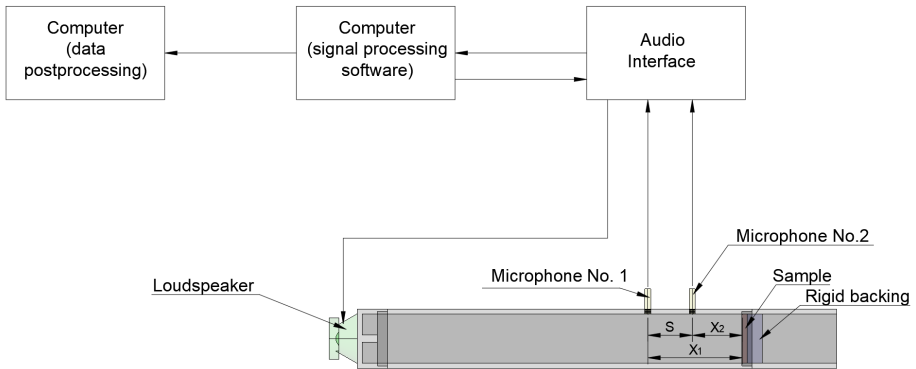 Computer
(data
postprocessing)
Computer
(signal processing
software)
Audio
Interface
Microphone No.2
Microphone No. 1
Sample
Loudspeaker
Rigid backing
S
X2
X1